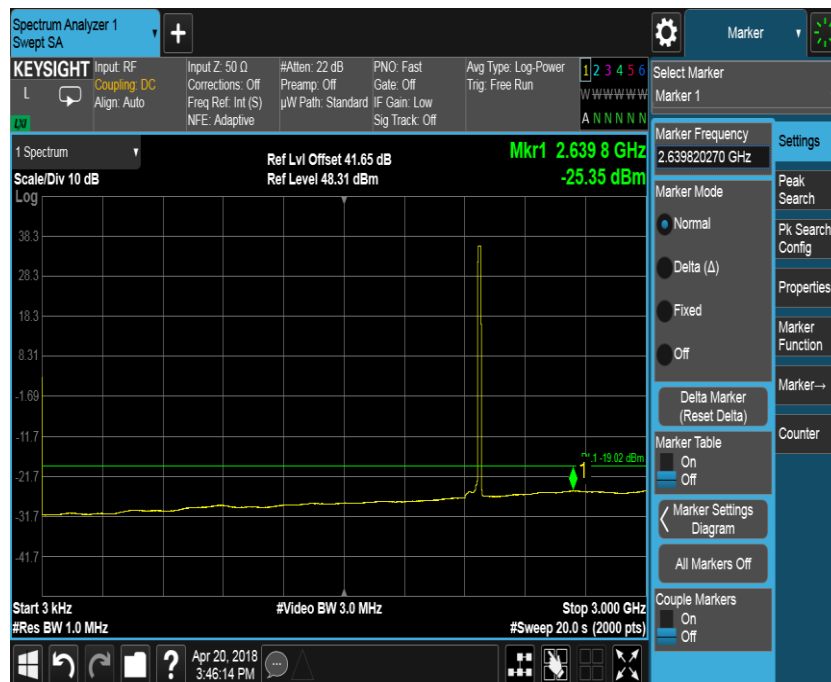 Spectrum Analyzer 1
Swept SA
+
Marker
KEYSIGHT
L
LXI
Input: RF
Coupling: DC
Align: Auto
Input Z: 50 Ω
Corrections: Off
Freq Ref: Int (S)
NFE: Adaptive
#Atten: 22 dB
Preamp: Off
µW Path: Standard
PNO: Fast
Gate: Off
IF Gain: Low
Sig Track: Off
Avg Type: Log-Power
Trig: Free Run
1 2 3 4 5 6
W W W W W W
A N N N N N
Select Marker
Marker 1
1 Spectrum
Scale/Div 10 dB
Log
Ref Lvl Offset 41.65 dB
Ref Level 48.31 dBm
Mkr1 2.639 8 GHz
-25.35 dBm
38.3
28.3
18.3
8.31
-1.69
-11.7
-21.7
-31.7
-41.7
-19.02 dBm
1
Start 3 kHz
#Res BW 1.0 MHz
#Video BW 3.0 MHz
Stop 3.000 GHz
#Sweep 20.0 s (2000 pts)
Marker Frequency
2.639820270 GHz
Marker Mode
Normal
Delta (Δ)
Fixed
Off
Delta Marker
(Reset Delta)
Marker Table
On
Off
Marker Settings
Diagram
All Markers Off
Couple Markers
On
Off
Settings
Peak
Search
Pk Search
Config
Properties
Marker
Function
Marker→
Counter
?
Apr 20, 2018
3:46:14 PM